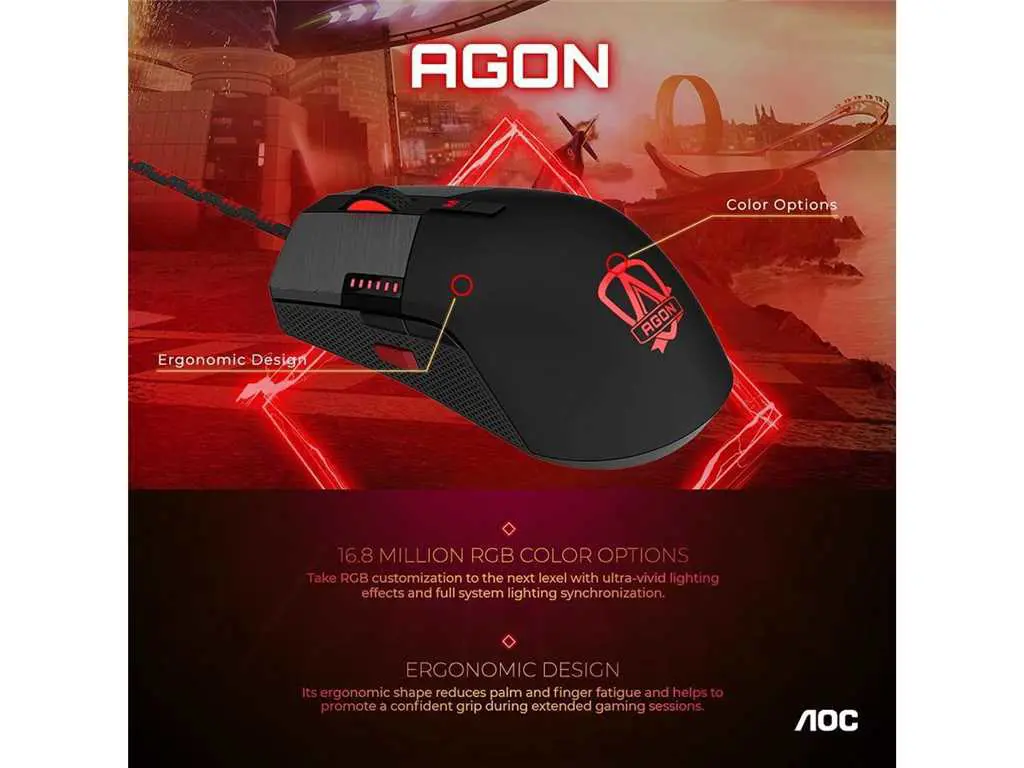 AGON
Color Options
AGON
Ergonomic Design
16.8 MILLION RGB COLOR OPTIONS
Take RGB customization to the next lexel with ultra-vivid lighting
effects and full system lighting synchronization.
ERGONOMIC DESIGN
Its ergonomic shape reduces palm and finger fatigue and helps to
promote a confident grip during extended gaming sessions.
AOC